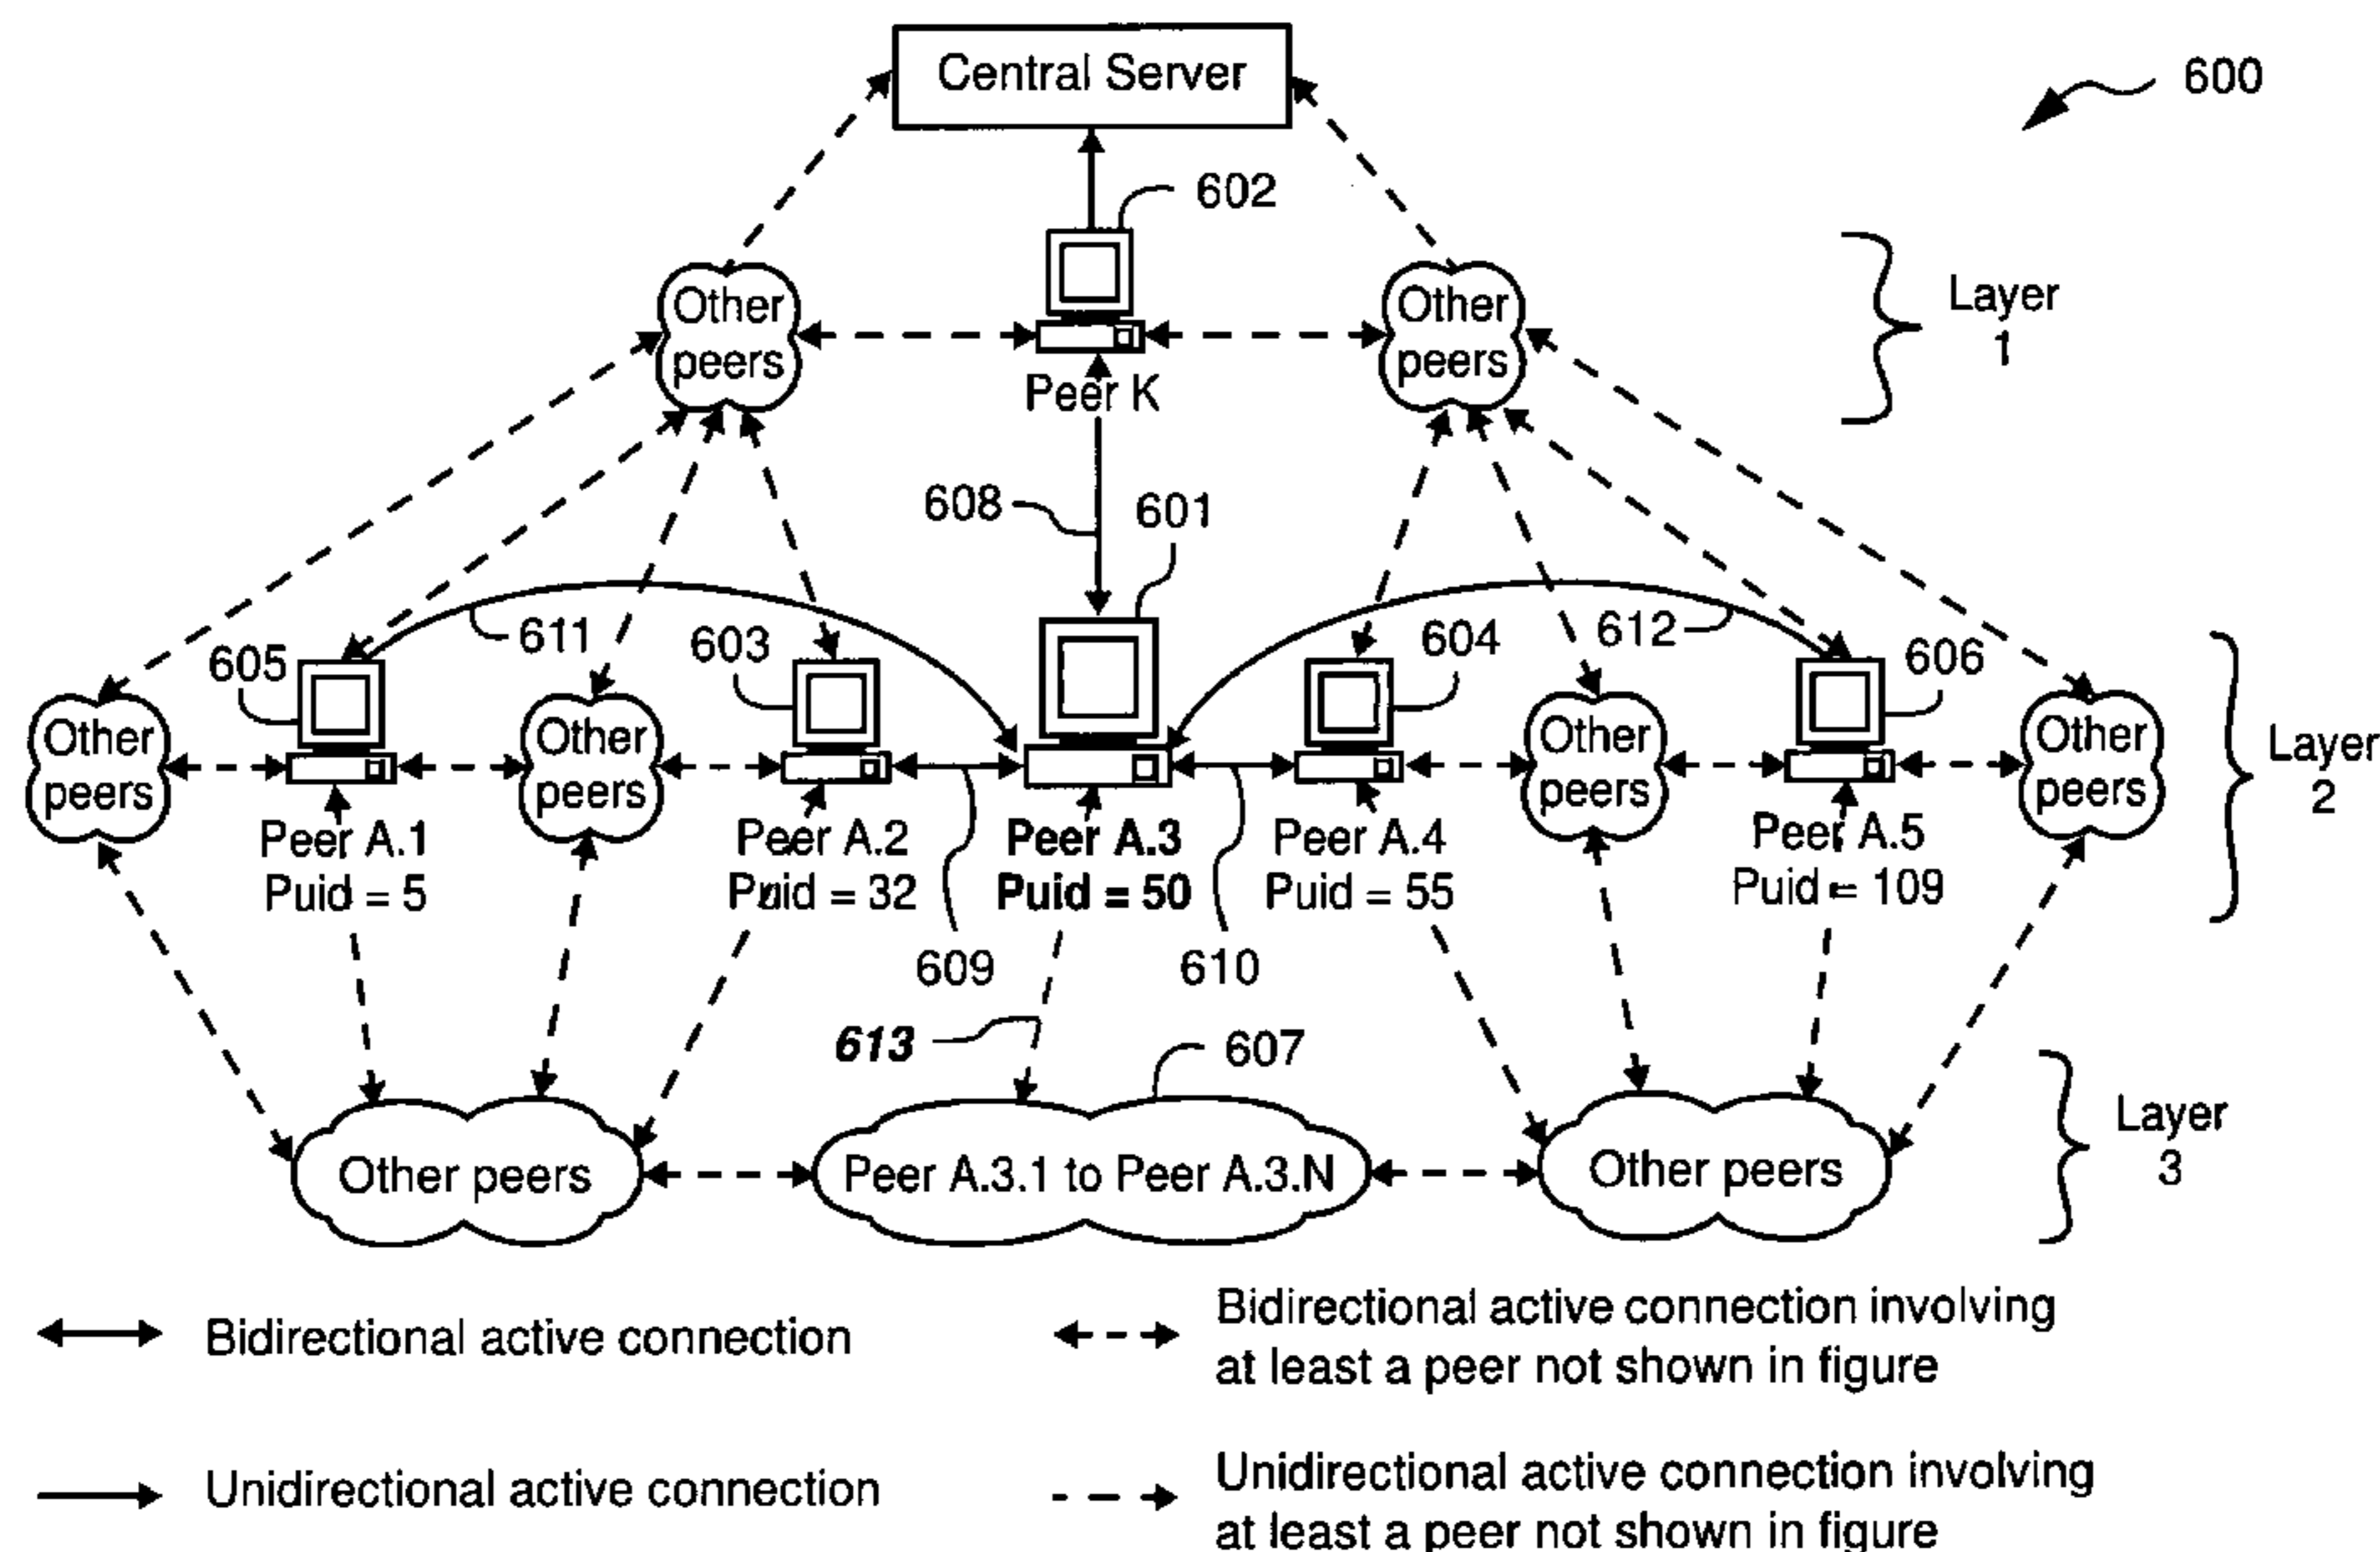 Central Server
600
602
Other
peers
Peer K
Other
peers
Layer
1
608
601
611
612
605
603
604
606
Other
peers
Other
peers
Other
peers
Other
peers
Layer
2
Peer A.1
Puid = 5
Peer A.2
Puid = 32
Peer A.3
Puid = 50
Peer A.4
Puid = 55
Peer A.5
Puid = 109
609
610
613
607
Other peers
Peer A.3.1 to Peer A.3.N
Other peers
Layer
3
Bidirectional active connection
Bidirectional active connection involving
at least a peer not shown in figure
Unidirectional active connection
Unidirectional active connection involving
at least a peer not shown in figure